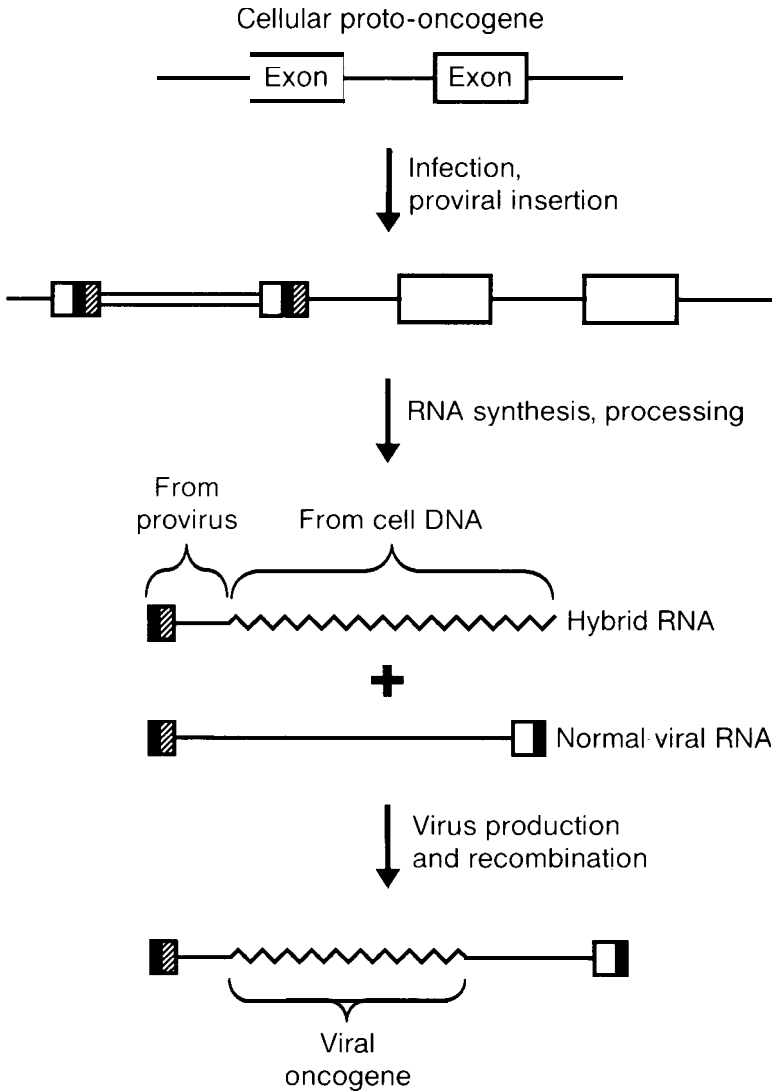 Cellular proto-oncogene
Exon Exon
Infection,
proviral insertion
RNA synthesis, processing
From
provirus
From cell DNA
Hybrid RNA
+
Normal viral RNA
Virus production
and recombination
Viral
oncogene